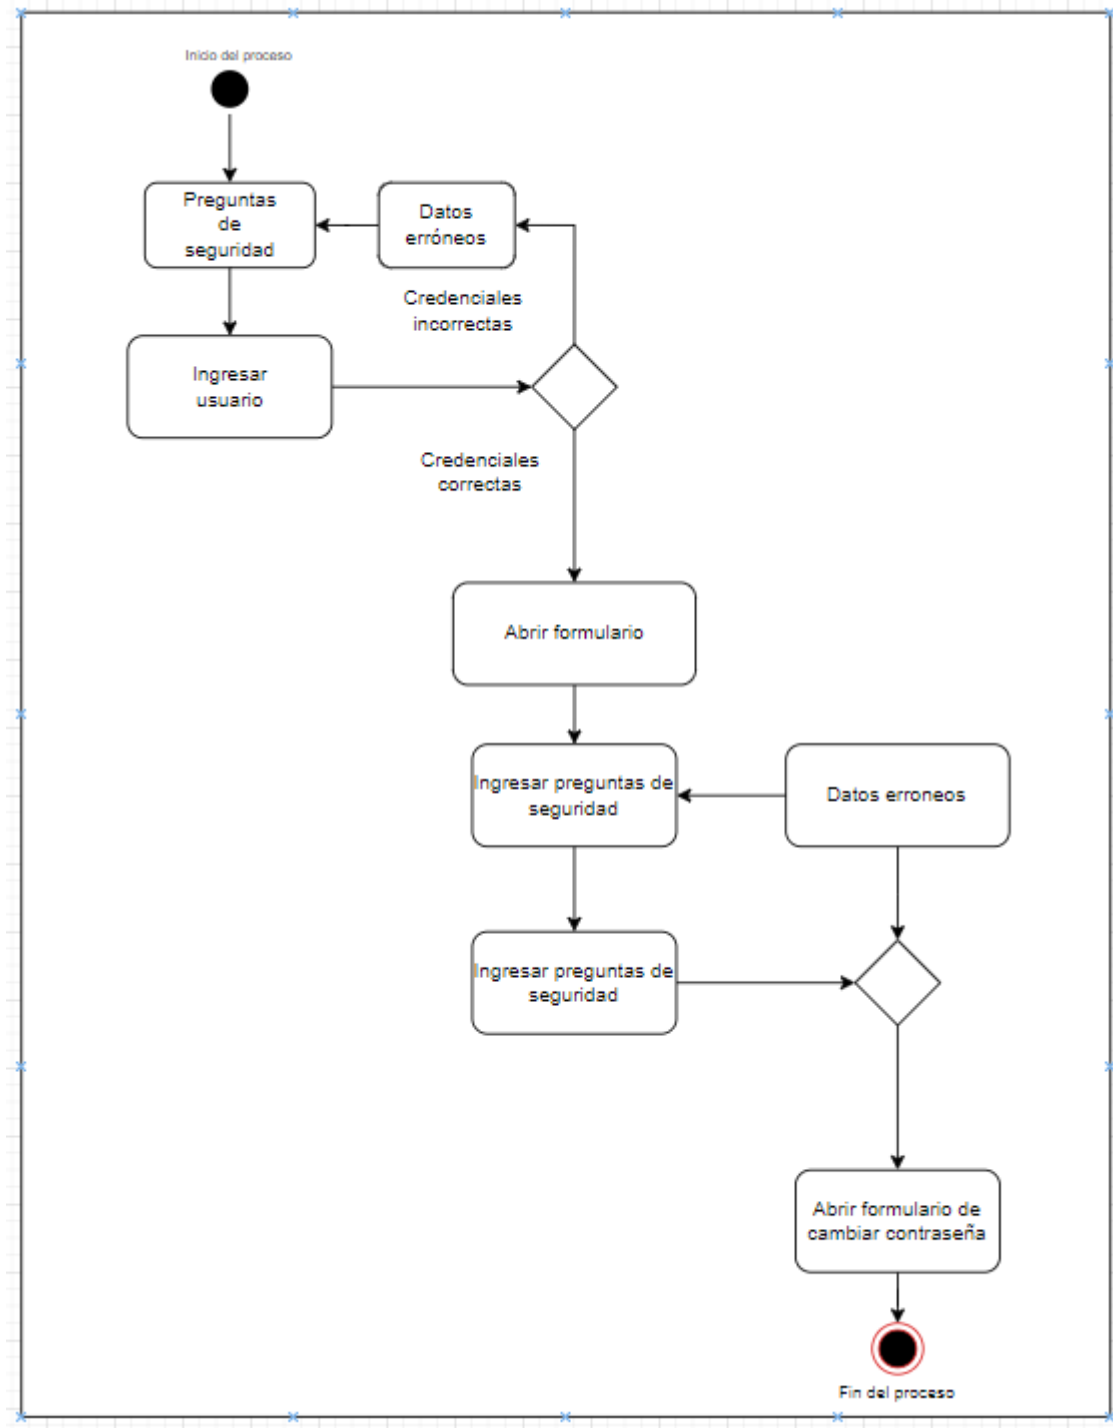 Inicio del proceso
Preguntas
de
seguridad
Datos
erróneos
Credenciales
incorrectas
Ingresar
usuario
Credenciales
correctas
Abrir formulario
Ingresar preguntas de
seguridad
Datos erroneos
Ingresar preguntas de
seguridad
Abrir formulario de
cambiar contraseña
Fin del proceso